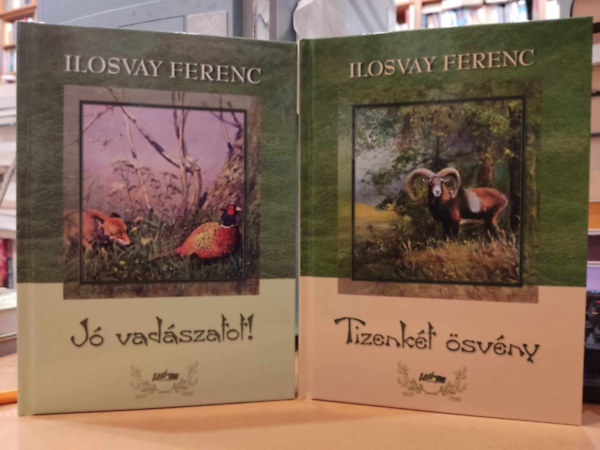 ILOSVAY FERENC
Jó vadászatot!
ILOSVAY FERENC
Tizenkét ösvény